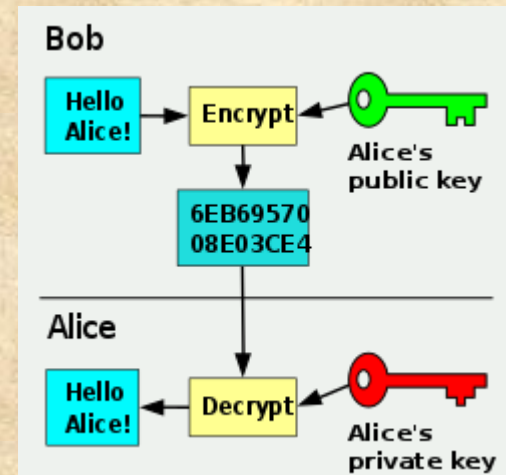 Bob
Hello
Alice!
Encrypt
Alice's
public key
6EB69570
08E03CE4
Alice
Hello
Alice!
Decrypt
Alice's
private key